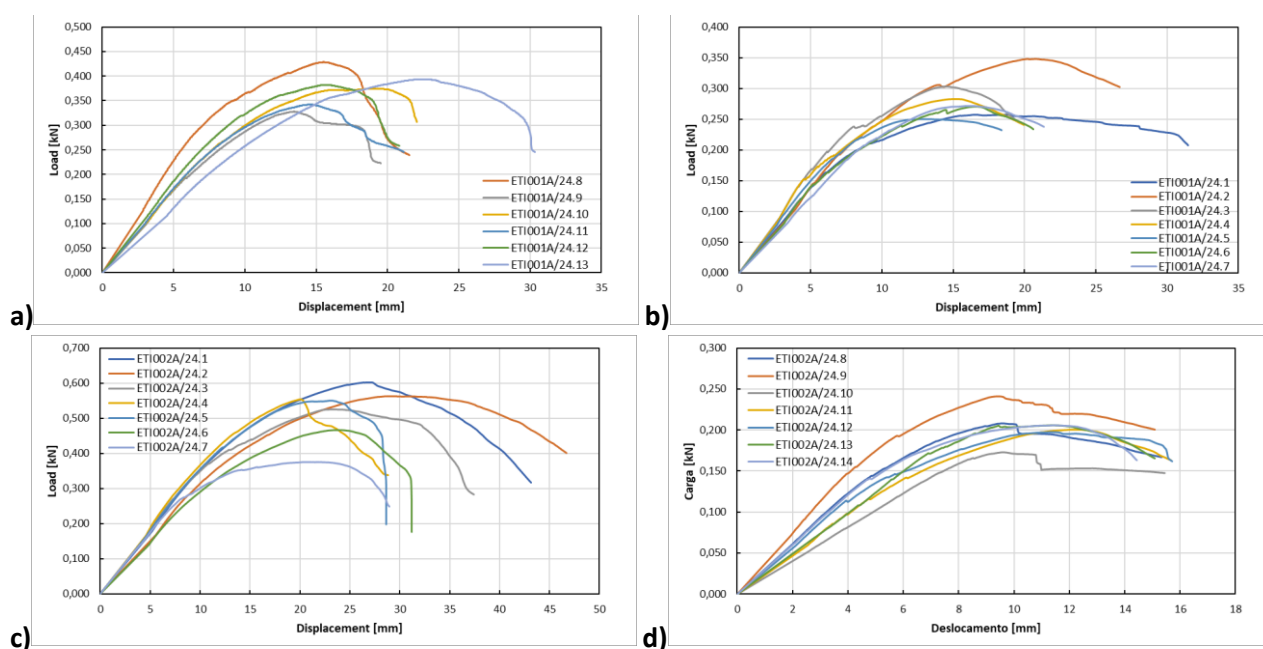 0,500
0,450
0,400
0,350
0,300
0,250
0,200
0,150
0,100
0,050
0,000
Load [kN]
ETI001A/24.8
ETI001A/24.9
ETI001A/24.10
ETI001A/24.11
ETI001A/24.12
ETI001A/24.13
0 5 10 15 20 25 30 35
Displacement [mm]
a)
0,400
0,350
0,300
0,250
0,200
0,150
0,100
0,050
0,000
Load [kN]
ETI001A/24.1
ETI001A/24.2
ETI001A/24.3
ETI001A/24.4
ETI001A/24.5
ETI001A/24.6
ETI001A/24.7
0 5 10 15 20 25 30 35
Displacement [mm]
b)
0,700
0,600
0,500
0,400
0,300
0,200
0,100
0,000
Load [kN]
ETI002A/24.1
ETI002A/24.2
ETI002A/24.3
ETI002A/24.4
ETI002A/24.5
ETI002A/24.6
ETI002A/24.7
0 5 10 15 20 25 30 35 40 45 50
Displacement [mm]
c)
0,300
0,250
0,200
0,150
0,100
0,050
0,000
Carga [kN]
ETI002A/24.8
ETI002A/24.9
ETI002A/24.10
ETI002A/24.11
ETI002A/24.12
ETI002A/24.13
ETI002A/24.14
0 2 4 6 8 10 12 14 16 18
Deslocamento [mm]
d)